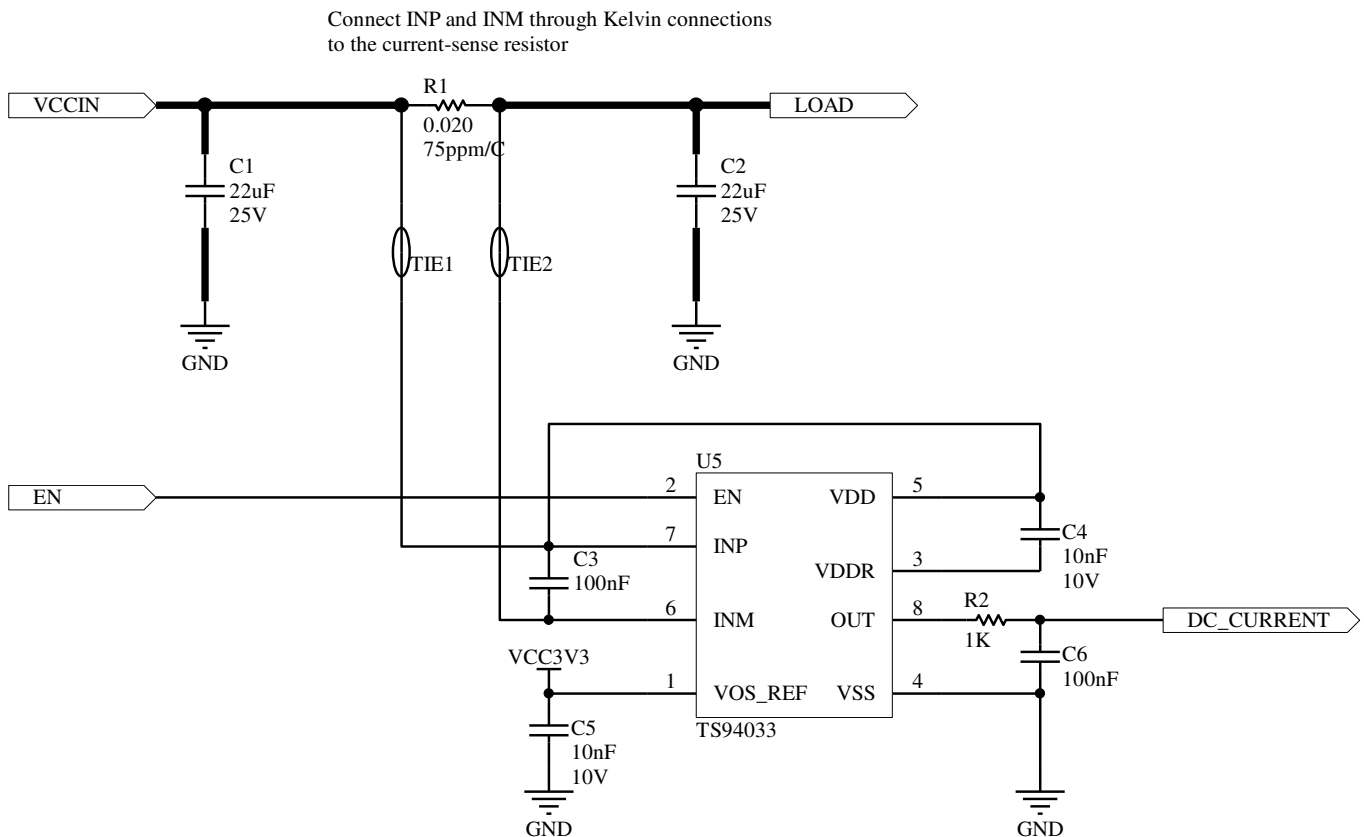 Connect INP and INM through Kelvin connections
to the current-sense resistor
R1
VCCIN
LOAD
0.020
75ppm/C
C1
22uF
25V
C2
22uF
25V
TIE1
TIE2
GND
GND
U5
EN
2
EN
VDD
5
7
INP
C4
10nF
10V
C3
100nF
VDDR
3
6
INM
OUT
8
R2
1K
DC_CURRENT
VCC3V3
C6
100nF
1
VOS_REF
VSS
4
TS94033
C5
10nF
10V
GND
GND